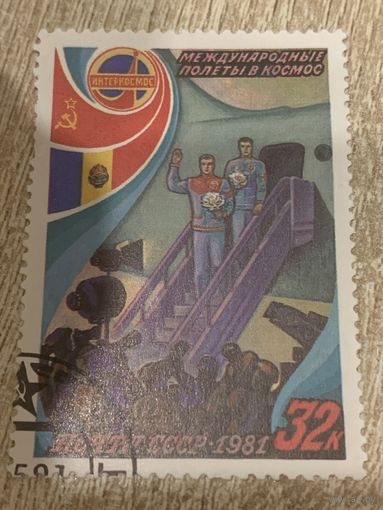 ИНТЕРКОСМОС
МЕЖДУНАРОДНЫЕ
ПОЛЕТЫ В КОСМОС
ПОЧТА СССР · 1981
32к